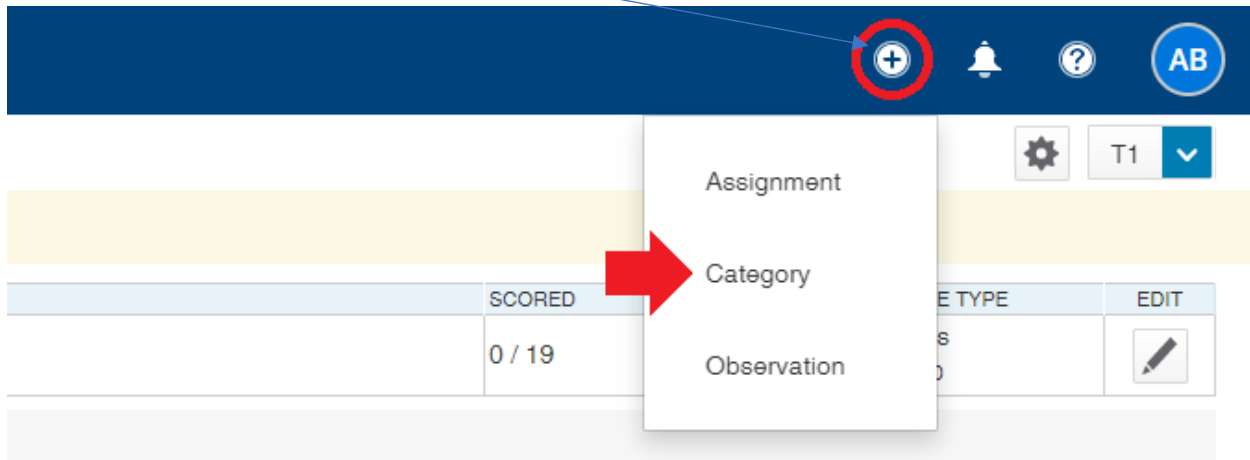 AB
T1
Assignment
Category
Observation
SCORED
E TYPE
EDIT
0 / 19
s